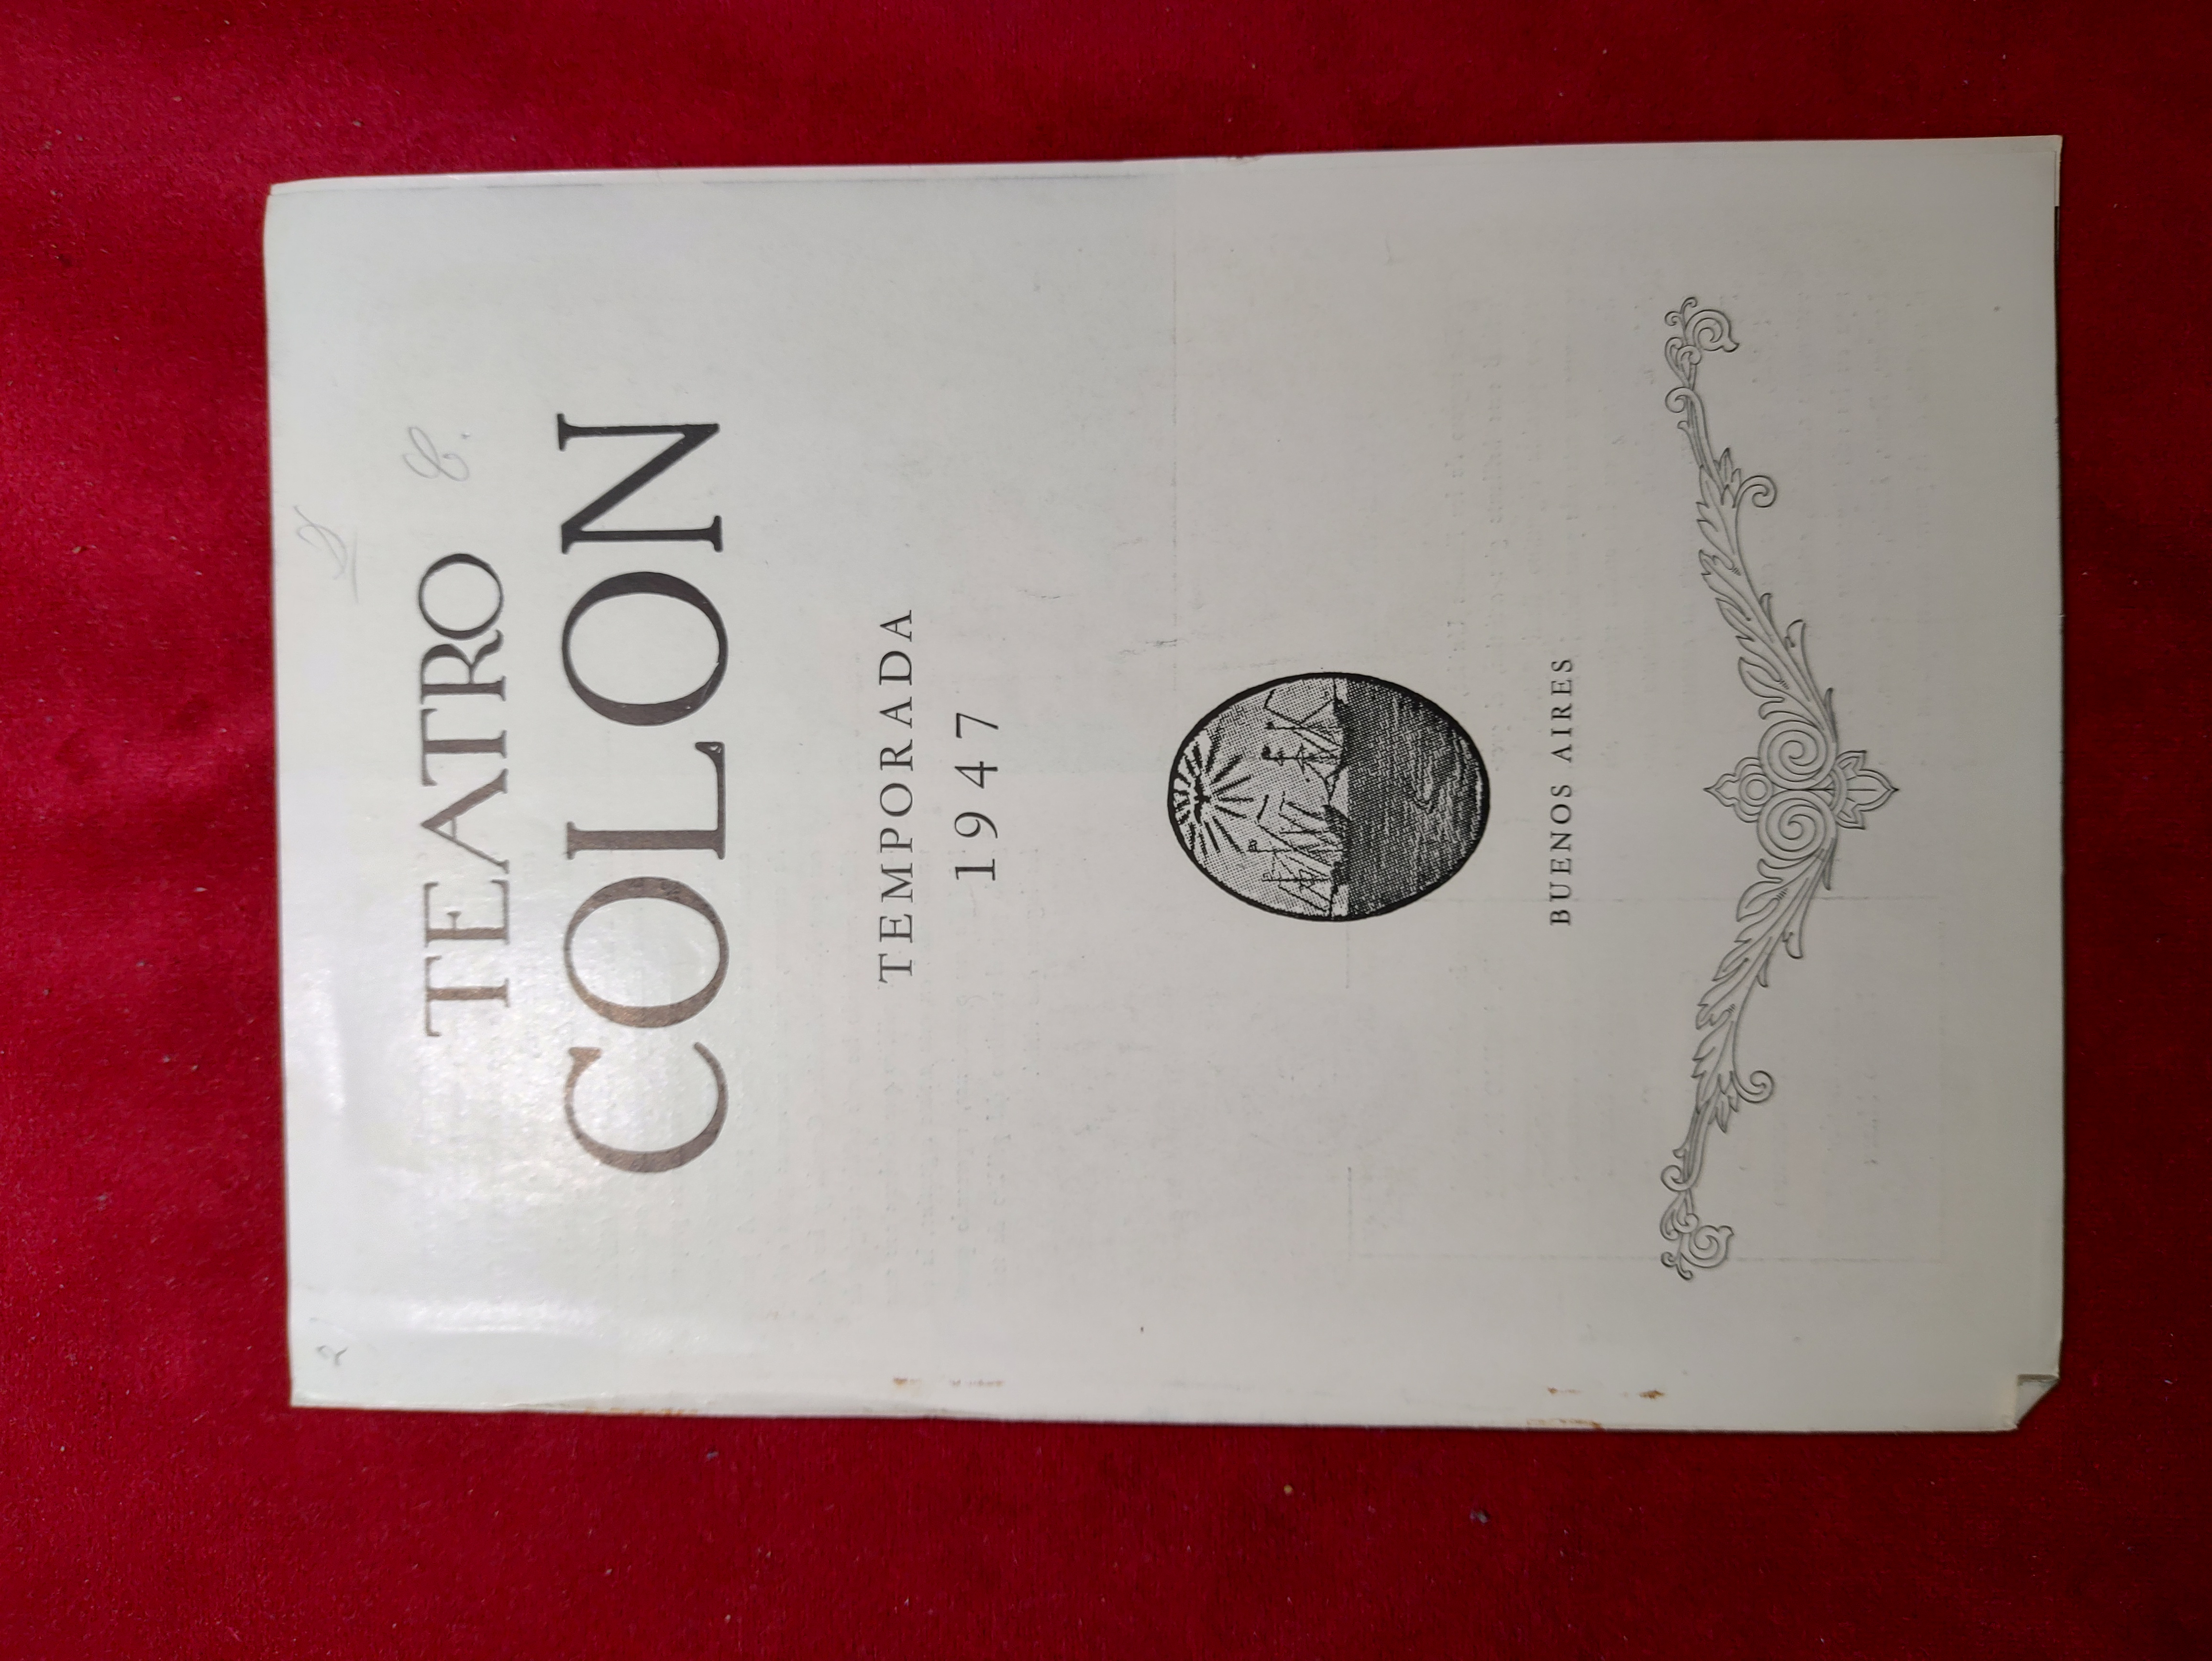 TEATRO
COLON
TEMPORADA
1947
BUENOS AIRES